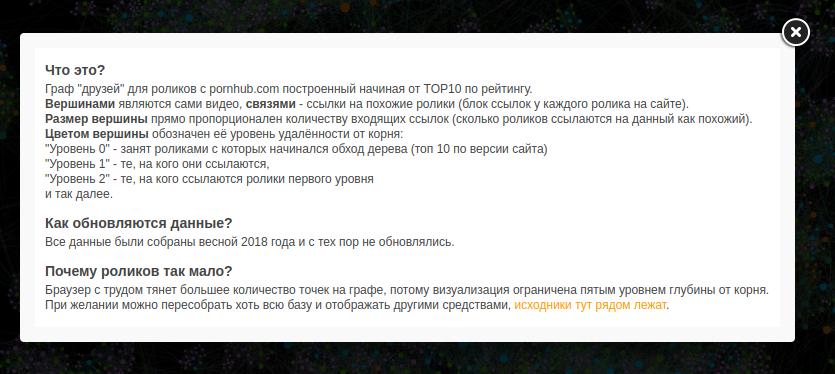 Что это?
Граф "друзей" для роликов с pornhub.com построенный начиная от TOP10 по рейтингу.
Вершинами являются сами видео, связями - ссылки на похожие ролики (блок ссылок у каждого ролика на сайте).
Размер вершины прямо пропорционален количеству входящих ссылок (сколько роликов ссылаются на данный как похожий).
Цветом вершины обозначен её уровень удалённости от корня:
"Уровень 0" - занят роликами с которых начинался обход дерева (топ 10 по версии сайта)
"Уровень 1" - те, на кого они ссылаются,
"Уровень 2" - те, на кого ссылаются ролики первого уровня
и так далее.
Как обновляются данные?
Все данные были собраны весной 2018 года и с тех пор не обновлялись.
Почему роликов так мало?
Браузер с трудом тянет большее количество точек на графе, потому визуализация ограничена пятым уровнем глубины от корня.
При желании можно пересобрать хоть всю базу и отображать другими средствами, исходники тут рядом лежат.